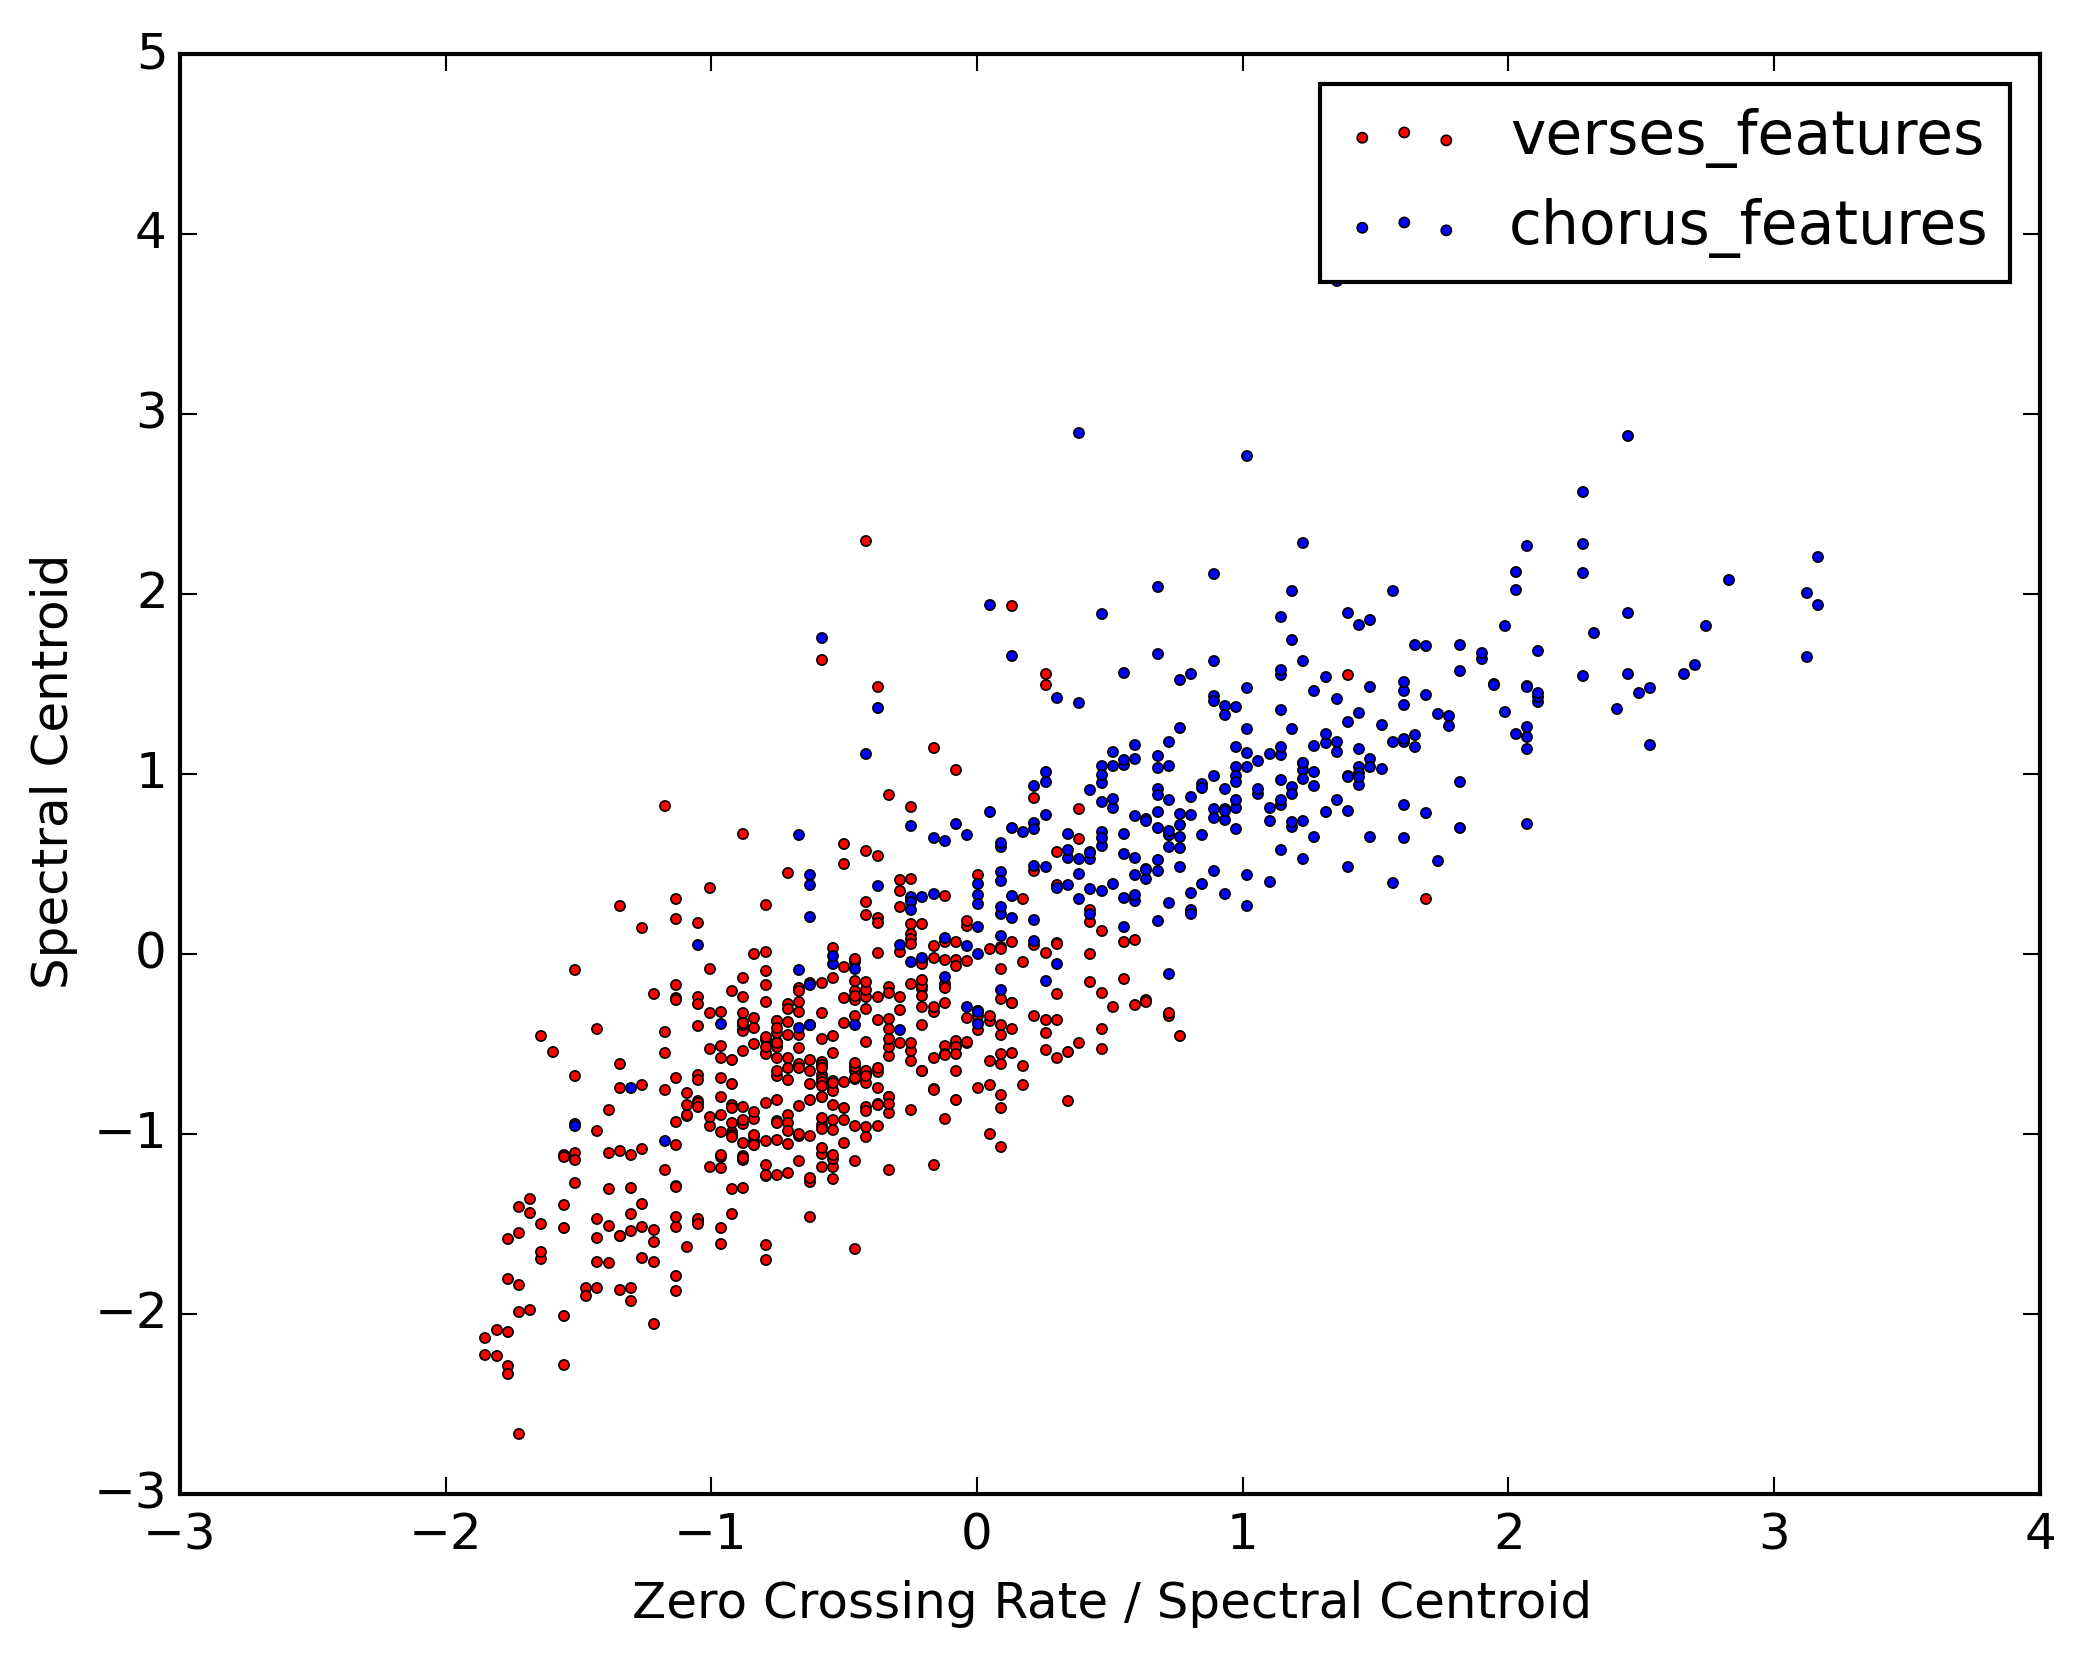 5
4
3
2
1
0
−1
−2
−3
Spectral Centroid
verses_features
chorus_features
−3 −2 −1 0 1 2 3 4
Zero Crossing Rate / Spectral Centroid